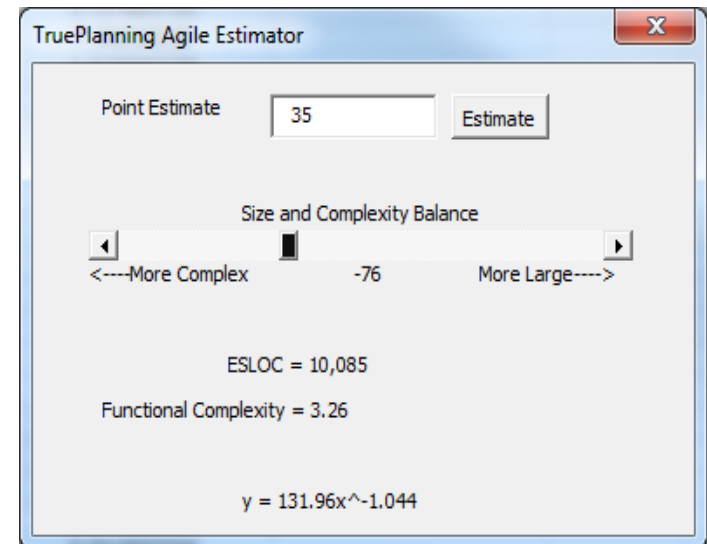 TruePlanning Agile Estimator
Point Estimate 35 Estimate
Size and Complexity Balance
<----More Complex -76 More Large---->
ESLOC = 10,085
Functional Complexity = 3.26
y = 131.96x^-1.044